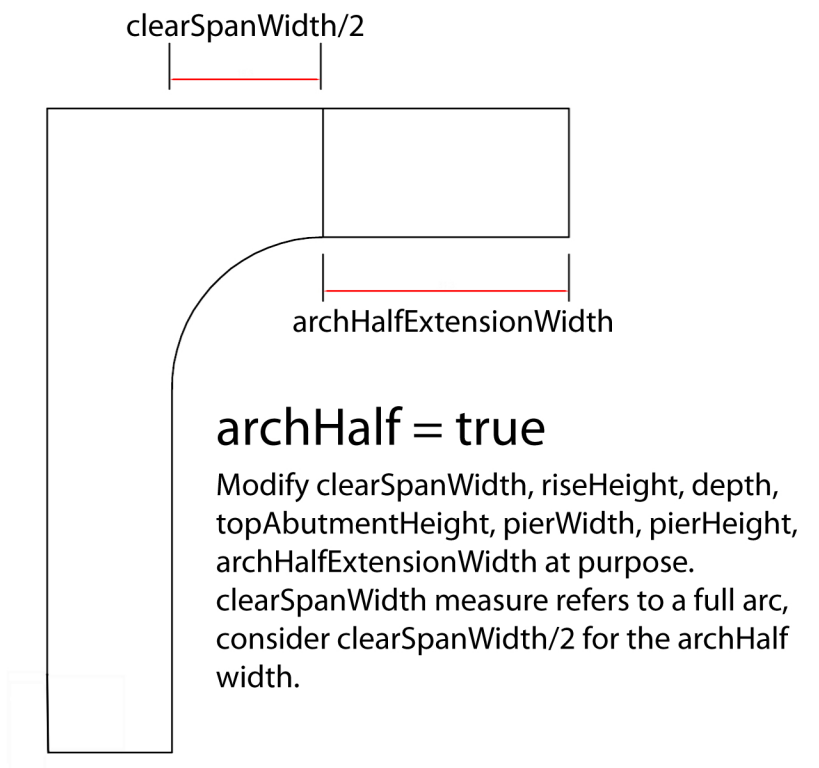 clearSpanWidth/2
archHalfExtensionWidth
archHalf = true
Modify clearSpanWidth, riseHeight, depth,
topAbutmentHeight, pierWidth, pierHeight,
archHalfExtensionWidth at purpose.
clearSpanWidth measure refers to a full arc,
consider clearSpanWidth/2 for the archHalf
width.